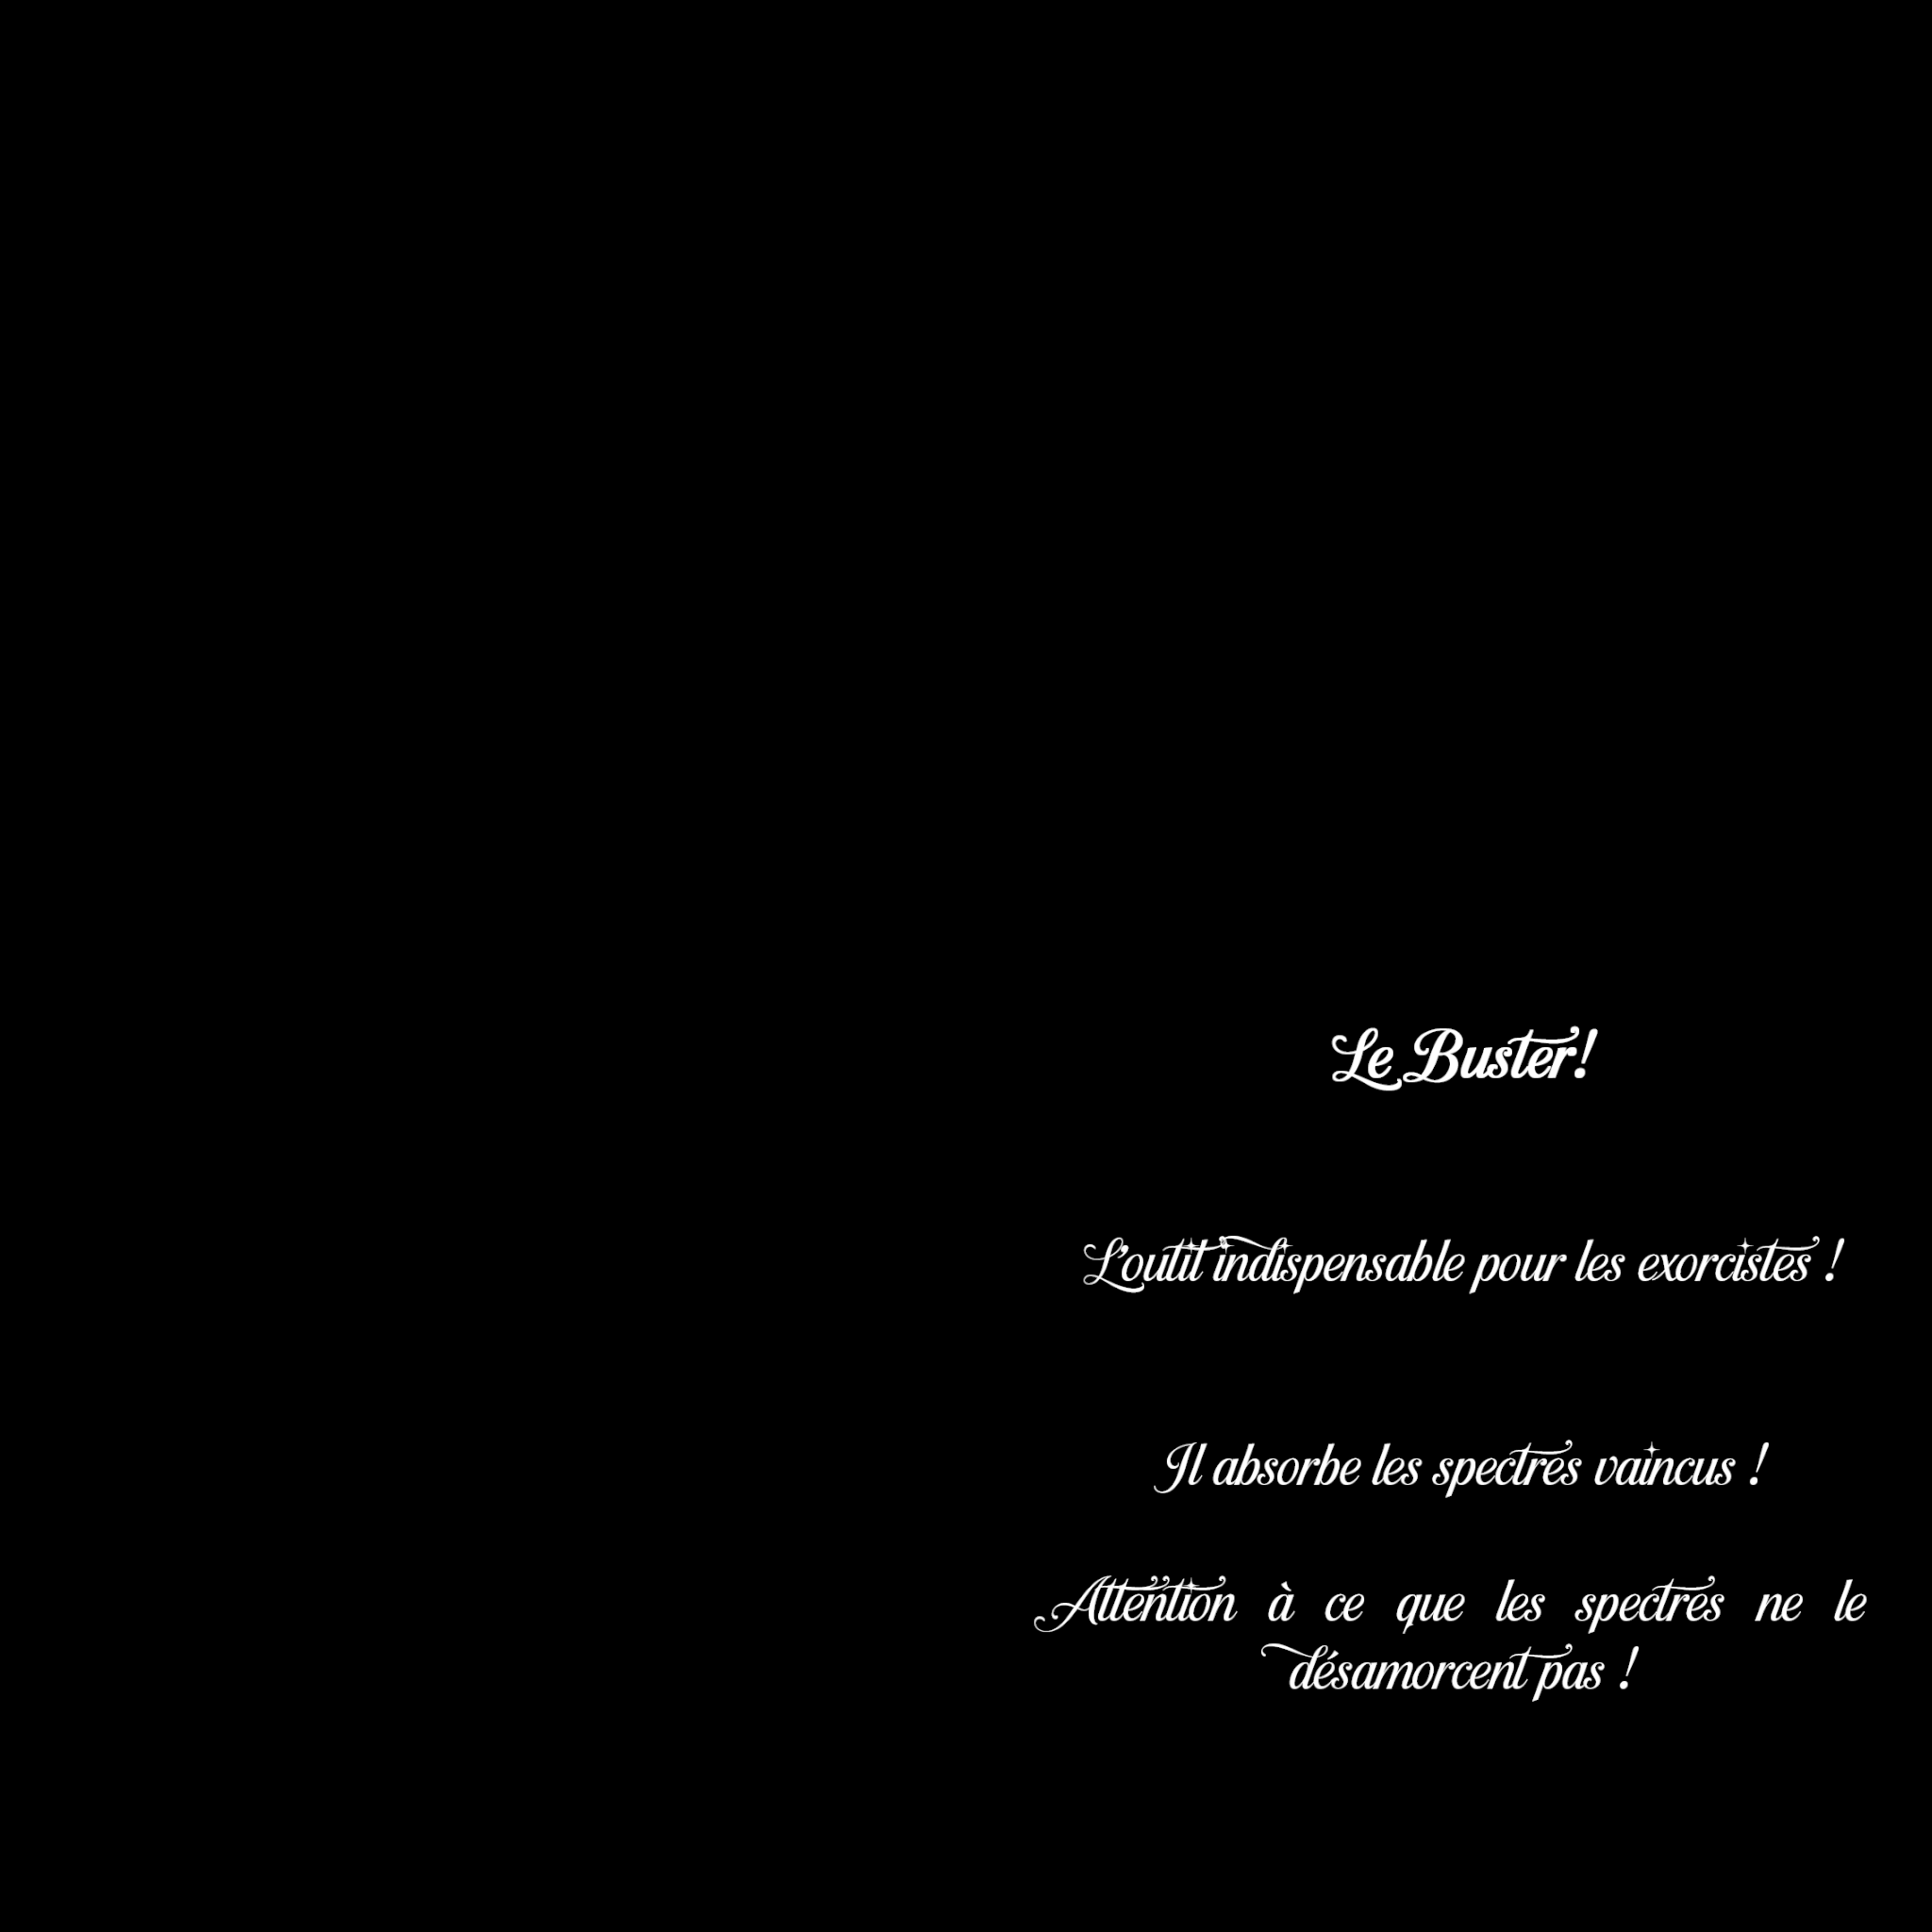 Le Buster!
L'outil indispensable pour les exorcistes !
Il absorbe les spectres vaincus !
Attention à ce que les spectres ne le
désamorcent pas !